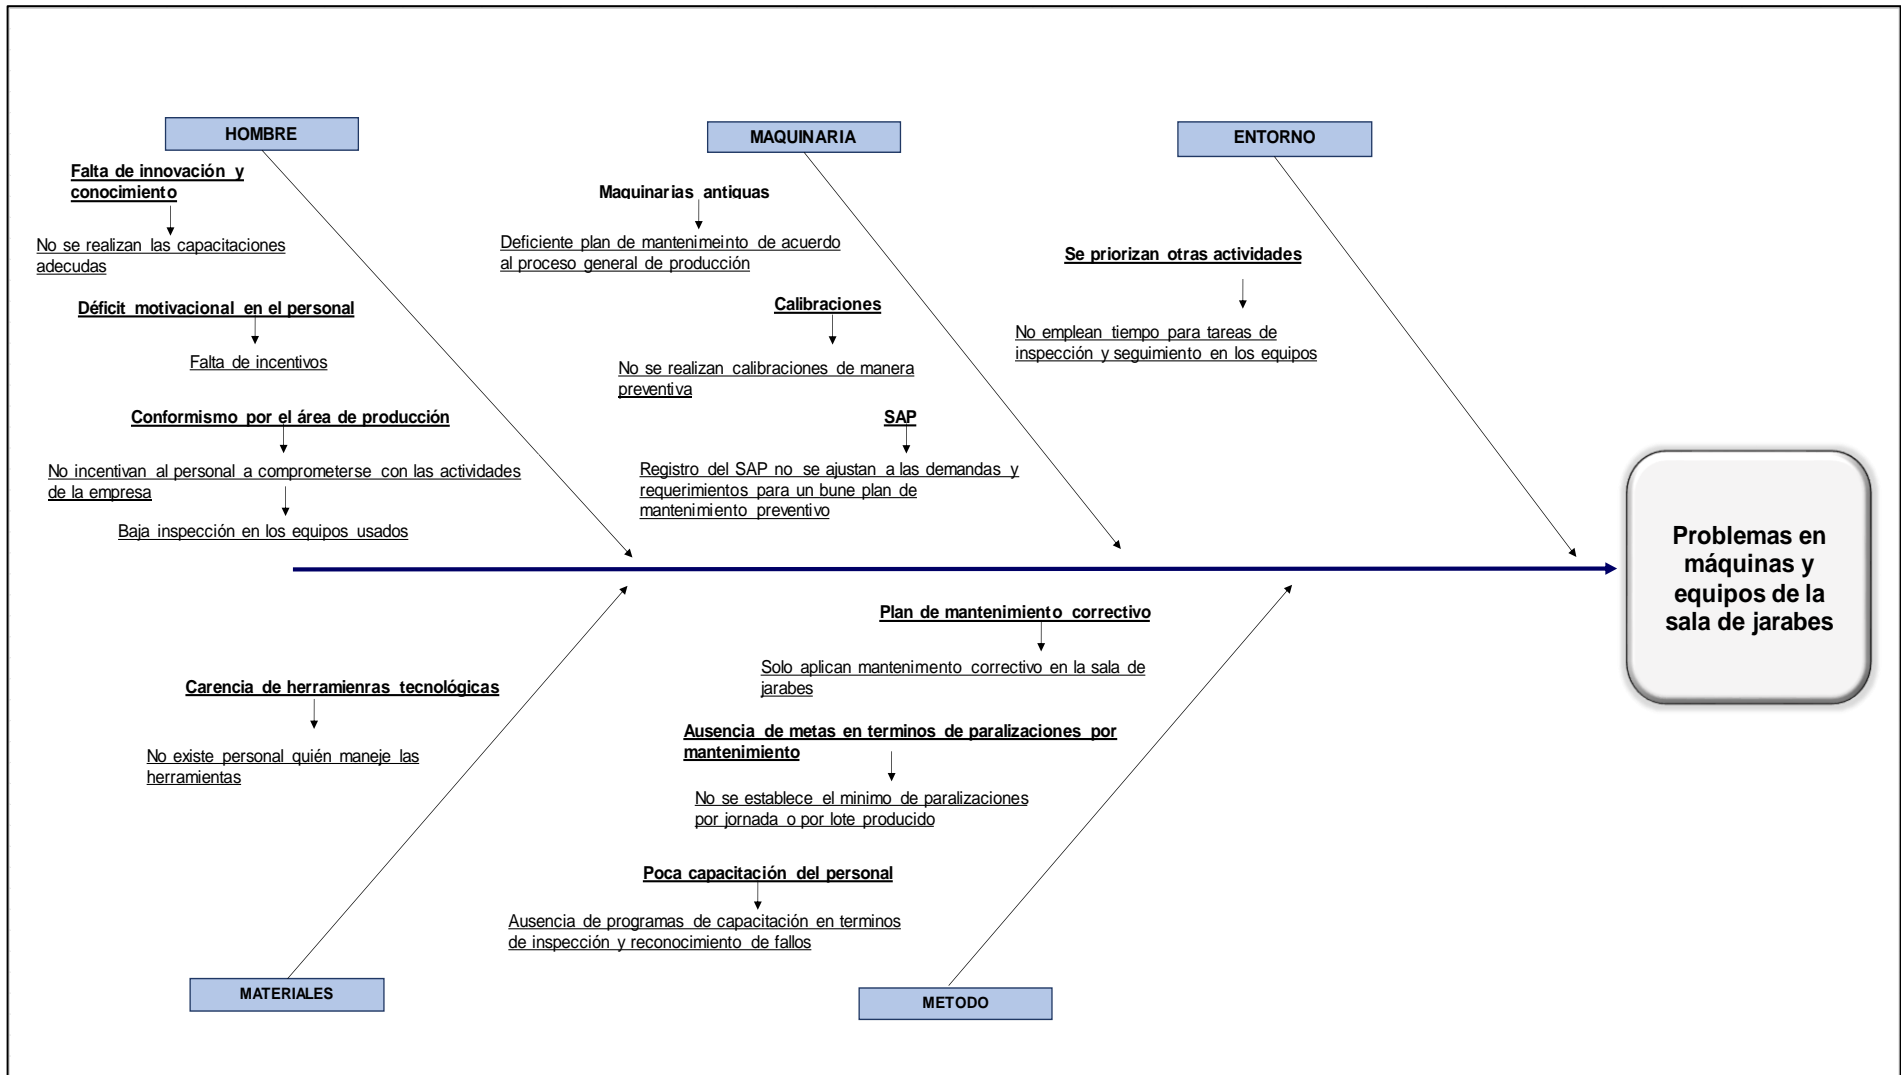 HOMBRE
Falta de innovación y
conocimiento
No se realizan las capacitaciones
adecudas
Déficit motivacional en el personal
Falta de incentivos
Conformismo por el área de producción
No incentivan al personal a comprometerse con las actividades
de la empresa
Baja inspección en los equipos usados
MAQUINARIA
Maquinarias antiguas
Deficiente plan de mantenimeinto de acuerdo
al proceso general de producción
Calibraciones
No se realizan calibraciones de manera
preventiva
SAP
Registro del SAP no se ajustan a las demandas y
requerimientos para un bune plan de
mantenimiento preventivo
ENTORNO
Se priorizan otras actividades
No emplean tiempo para tareas de
inspección y seguimiento en los equipos
Problemas en
máquinas y
equipos de la
sala de jarabes
Carencia de herramienras tecnológicas
No existe personal quién maneje las
herramientas
MATERIALES
Plan de mantenimiento correctivo
Solo aplican mantenimento correctivo en la sala de
jarabes
Ausencia de metas en terminos de paralizaciones por
mantenimiento
No se establece el minimo de paralizaciones
por jornada o por lote producido
Poca capacitación del personal
Ausencia de programas de capacitación en terminos
de inspección y reconocimiento de fallos
METODO